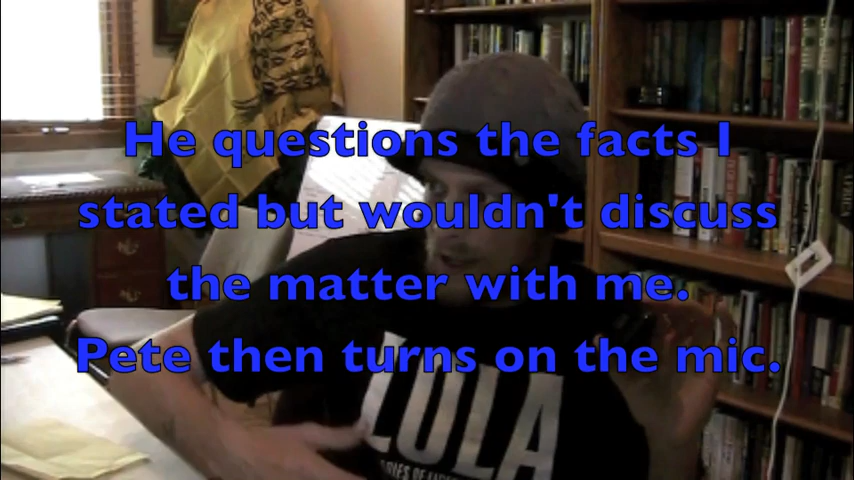 He questions the facts I
stated but wouldn't discuss
the matter with me.
Pete then turns on the mic.
LOLA